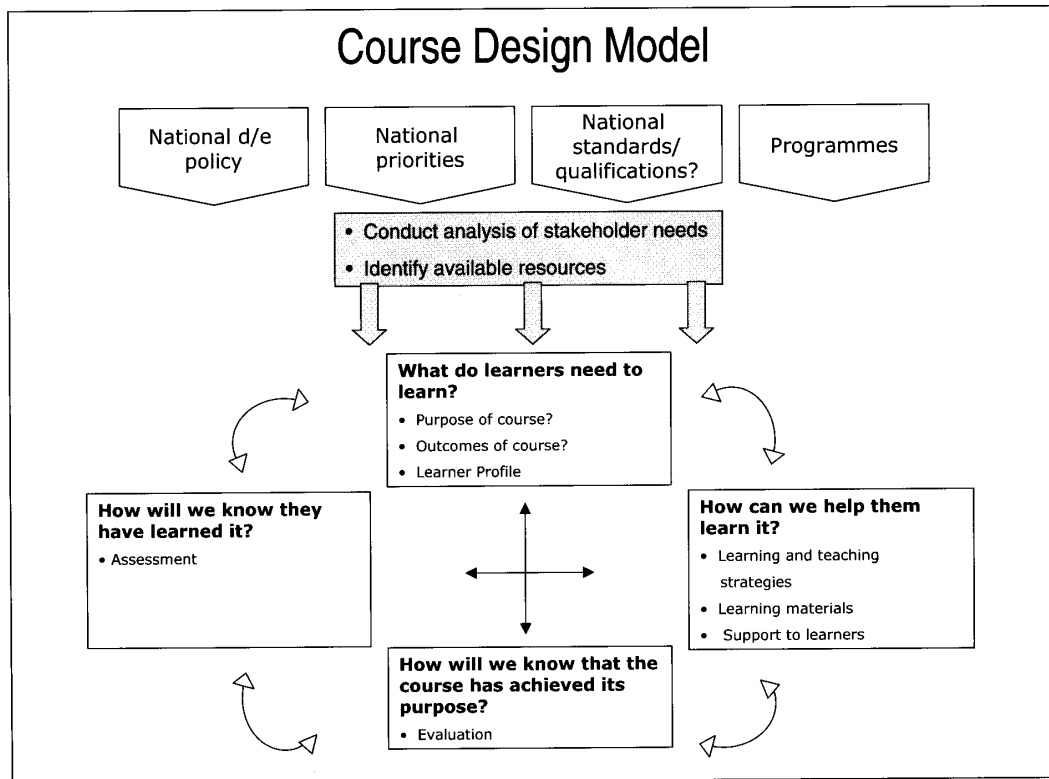 Course Design Model
National d/e
policy
National
priorities
National
standards/
qualifications?
Programmes
• Conduct analysis of stakeholder needs
• Identify available resources
What do learners need to
learn?
• Purpose of course?
• Outcomes of course?
• Learner Profile
How will we know they
have learned it?
• Assessment
How can we help them
learn it?
• Learning and teaching
strategies
• Learning materials
• Support to learners
How will we know that the
course has achieved its
purpose?
• Evaluation